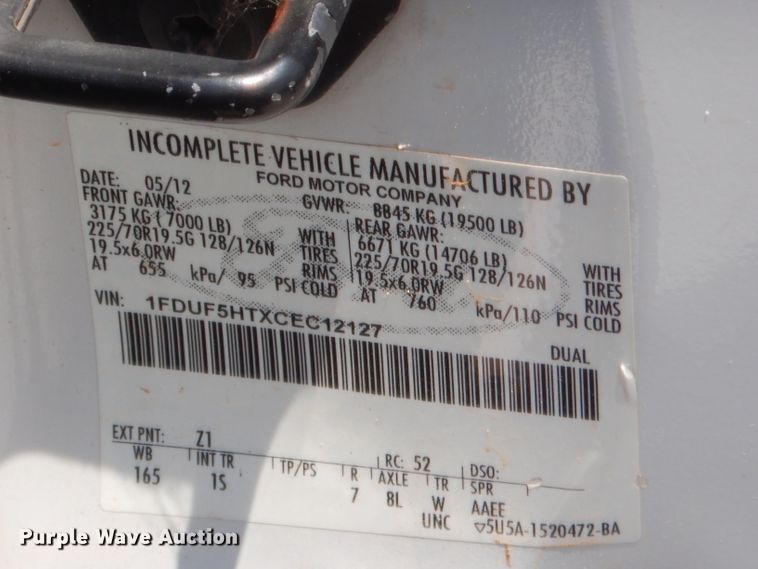 INCOMPLETE VEHICLE MANUFACTURED BY
FORD MOTOR COMPANY
DATE: 05/12 GVWR: 8845 KG (19500 LB)
FRONT GAWR: REAR GAWR:
3175 KG ( 7000 LB) WITH 6671 KG (14706 LB) WITH
225/70R19.5G 128/126N TIRES 225/70R19.5G 128/126N TIRES
19.5x6.0RW RIMS 19.5x6.0RW RIMS
AT 655 kPa/ 95 PSI COLD AT 760 kPa/110 PSI COLD
VIN: 1FDUF5HTXCEC12127
DUAL
EXT PNT: Z1 RC: 52 DSO:
WB INT TR TP/PS R AXLE TR SPR
165 1S 7 8L W AAEE
UNC ▽5U5A-1520472-BA
Purple Wave Auction